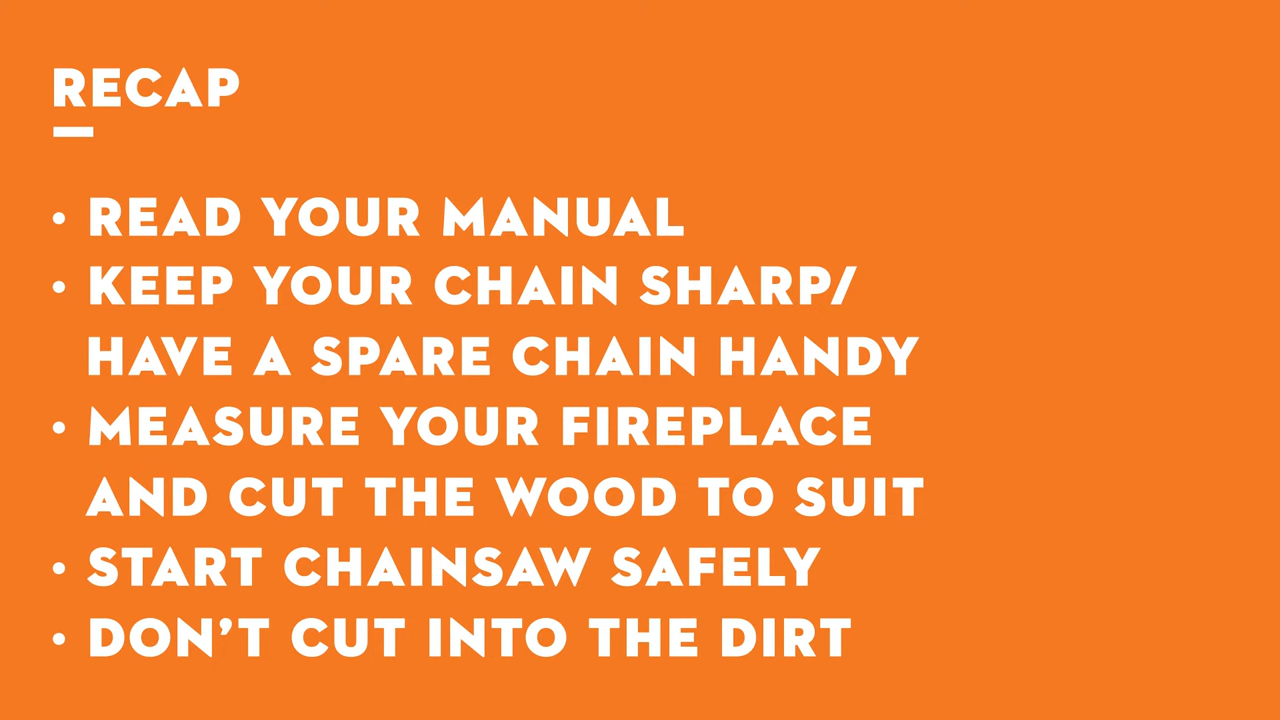 RECAP
• READ YOUR MANUAL
• KEEP YOUR CHAIN SHARP/
HAVE A SPARE CHAIN HANDY
• MEASURE YOUR FIREPLACE
AND CUT THE WOOD TO SUIT
• START CHAINSAW SAFELY
• DON’T CUT INTO THE DIRT